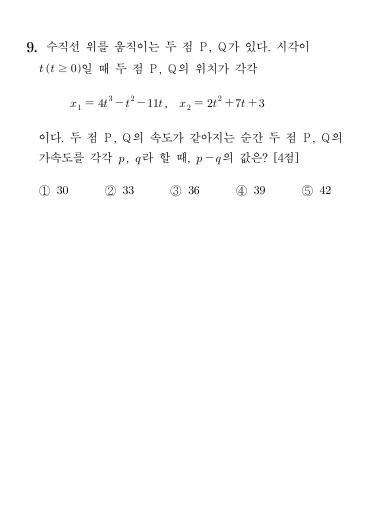 9. 수직선 위를 움직이는 두 점 P, Q가 있다. 시각이
t(t ≥ 0)일 때 두 점 P, Q의 위치가 각각
x₁ = 4t³ − t² − 11t, x₂ = 2t² + 7t + 3
이다. 두 점 P, Q의 속도가 같아지는 순간 두 점 P, Q의
가속도를 각각 p, q라 할 때, p − q의 값은? [4점]
① 30 ② 33 ③ 36 ④ 39 ⑤ 42